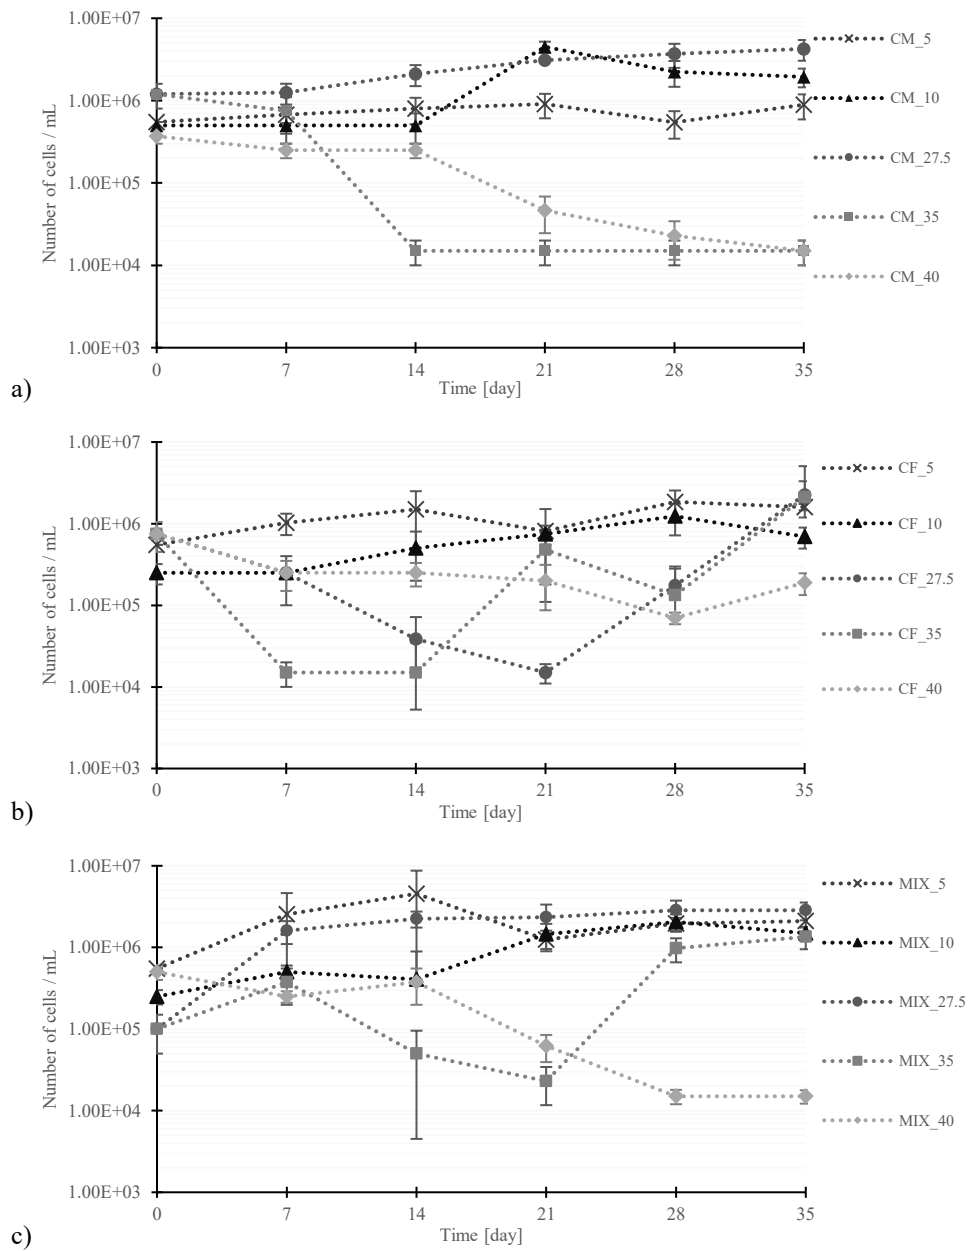 1.00E+07
1.00E+06
1.00E+05
1.00E+04
1.00E+03
Number of cells / mL
0 7 14 21 28 35
Time [day]
CM_5
CM_10
CM_27.5
CM_35
CM_40
a)
1.00E+07
1.00E+06
1.00E+05
1.00E+04
1.00E+03
Number of cells / mL
0 7 14 21 28 35
Time [day]
CF_5
CF_10
CF_27.5
CF_35
CF_40
b)
1.00E+07
1.00E+06
1.00E+05
1.00E+04
1.00E+03
Number of cells / mL
0 7 14 21 28 35
Time [day]
MIX_5
MIX_10
MIX_27.5
MIX_35
MIX_40
c)